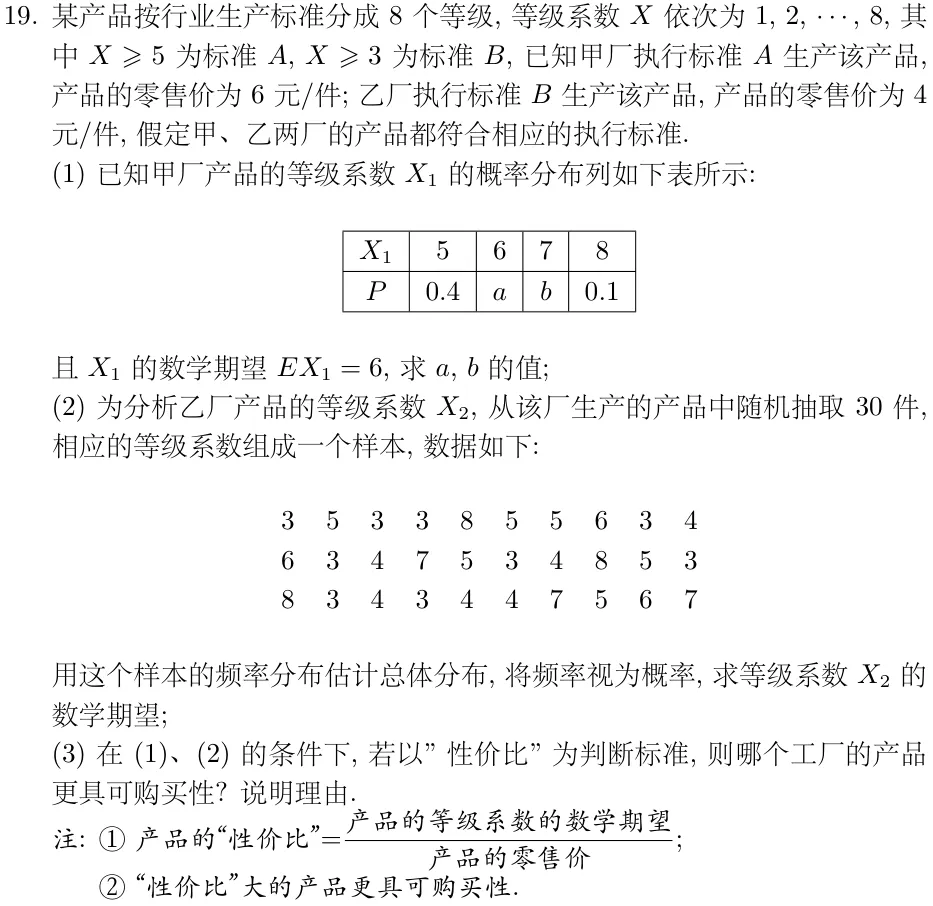 19. 某产品按行业生产标准分成 8 个等级, 等级系数 X 依次为 1, 2, ⋯, 8, 其
中 X ⩾ 5 为标准 A, X ⩾ 3 为标准 B, 已知甲厂执行标准 A 生产该产品,
产品的零售价为 6 元/件; 乙厂执行标准 B 生产该产品, 产品的零售价为 4
元/件, 假定甲、乙两厂的产品都符合相应的执行标准.
(1) 已知甲厂产品的等级系数 X₁ 的概率分布列如下表所示:
X₁ 5 6 7 8
P 0.4 a b 0.1
且 X₁ 的数学期望 EX₁ = 6, 求 a, b 的值;
(2) 为分析乙厂产品的等级系数 X₂, 从该厂生产的产品中随机抽取 30 件,
相应的等级系数组成一个样本, 数据如下:
3 5 3 3 8 5 5 6 3 4
6 3 4 7 5 3 4 8 5 3
8 3 4 3 4 4 7 5 6 7
用这个样本的频率分布估计总体分布, 将频率视为概率, 求等级系数 X₂ 的
数学期望;
(3) 在 (1)、(2) 的条件下, 若以” 性价比” 为判断标准, 则哪个工厂的产品
更具可购买性? 说明理由.
注: ① 产品的“性价比”=产品的等级系数的数学期望/产品的零售价;
② “性价比”大的产品更具可购买性.